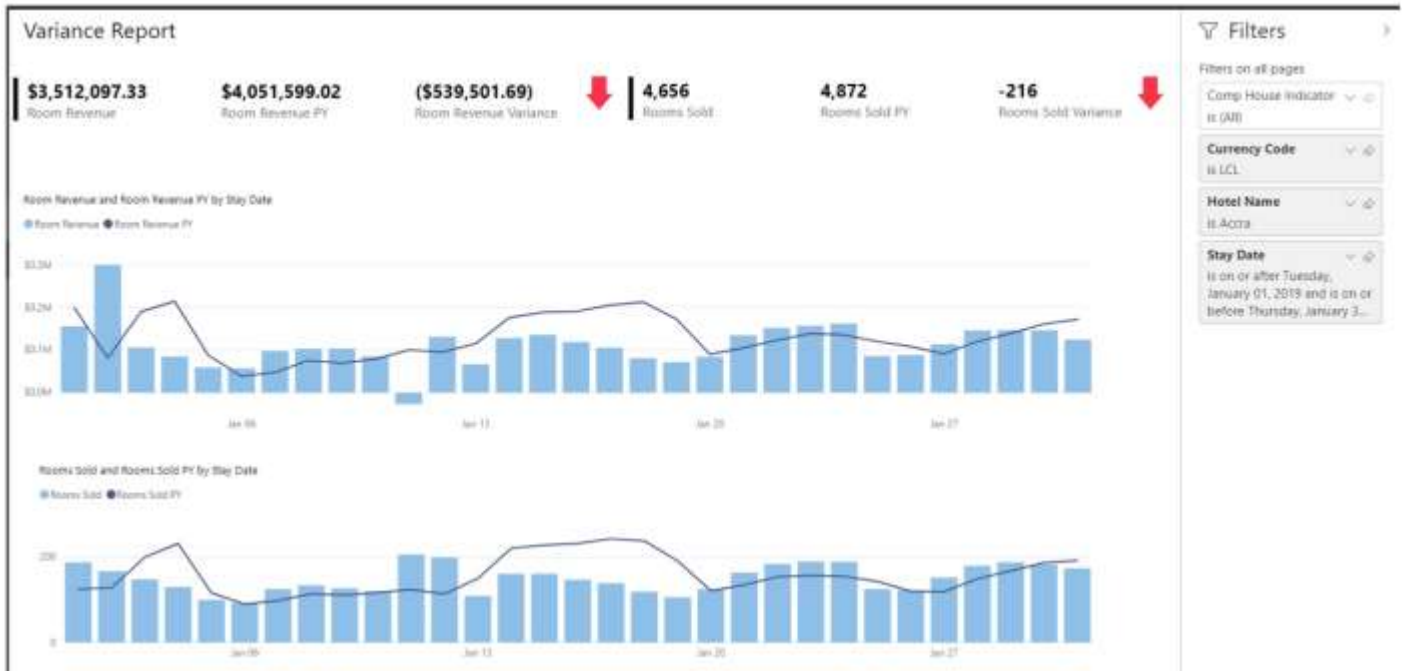 Variance Report
Filters
Filters on all pages
$3,512,097.33
Room Revenue
$4,051,599.02
Room Revenue PY
($539,501.69)
Room Revenue Variance
4,656
Rooms Sold
4,872
Rooms Sold PY
-216
Rooms Sold Variance
Comp House Indicator
is (All)
Currency Code
is LCL
Hotel Name
is Accra
Stay Date
is on or after Tuesday,
January 01, 2019 and is on or
before Thursday, January 3...
Room Revenue and Room Revenue PY by Stay Date
Room Revenue Room Revenue PY
$0.3M
$0.2M
$0.1M
$0.0M
Jan 06 Jan 13 Jan 20 Jan 27
Rooms Sold and Rooms Sold PY by Stay Date
Rooms Sold Rooms Sold PY
200
0
Jan 06 Jan 13 Jan 20 Jan 27